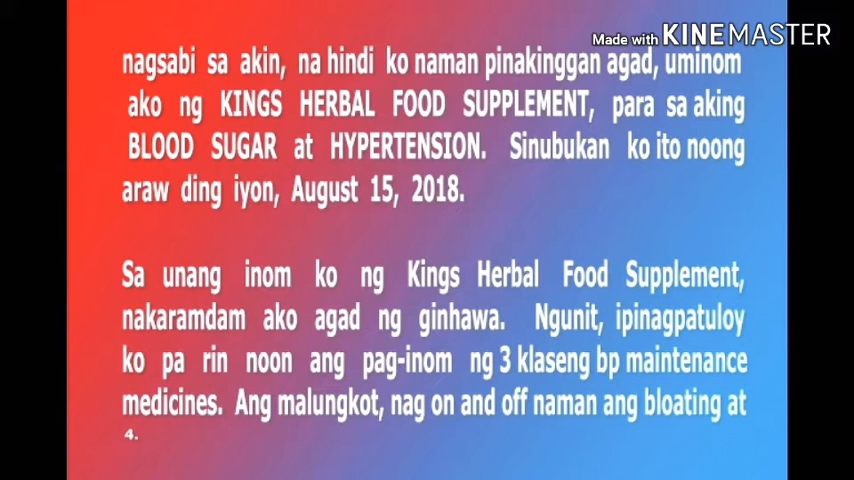 Made with KINEMASTER
nagsabi sa akin, na hindi ko naman pinakinggan agad, uminom
ako ng KINGS HERBAL FOOD SUPPLEMENT, para sa aking
BLOOD SUGAR at HYPERTENSION. Sinubukan ko ito noong
araw ding iyon, August 15, 2018.
Sa unang inom ko ng Kings Herbal Food Supplement,
nakaramdam ako agad ng ginhawa. Ngunit, ipinagpatuloy
ko pa rin noon ang pag-inom ng 3 klaseng bp maintenance
medicines. Ang malungkot, nag on and off naman ang bloating at
4.